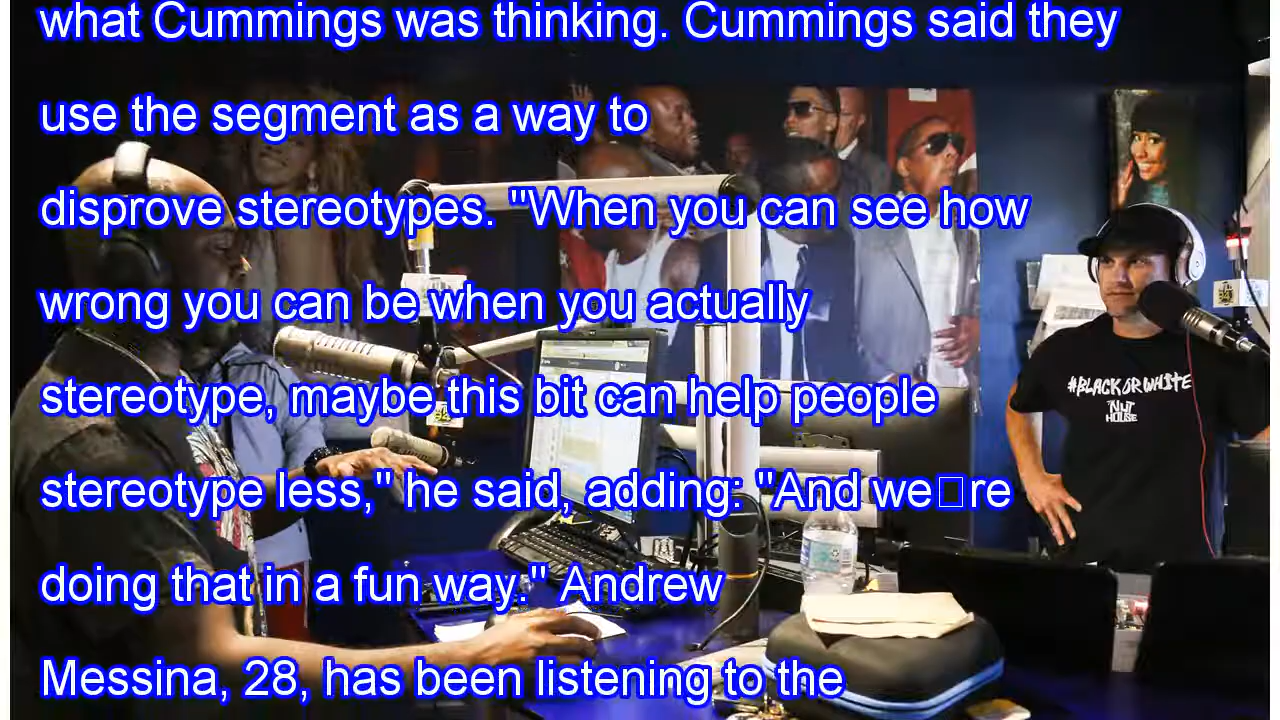 what Cummings was thinking. Cummings said they
use the segment as a way to
disprove stereotypes. "When you can see how
wrong you can be when you actually
stereotype, maybe this bit can help people
stereotype less," he said, adding: "And we□re
doing that in a fun way." Andrew
Messina, 28, has been listening to the
#BLACKORWHITE
NUT
HOUSE